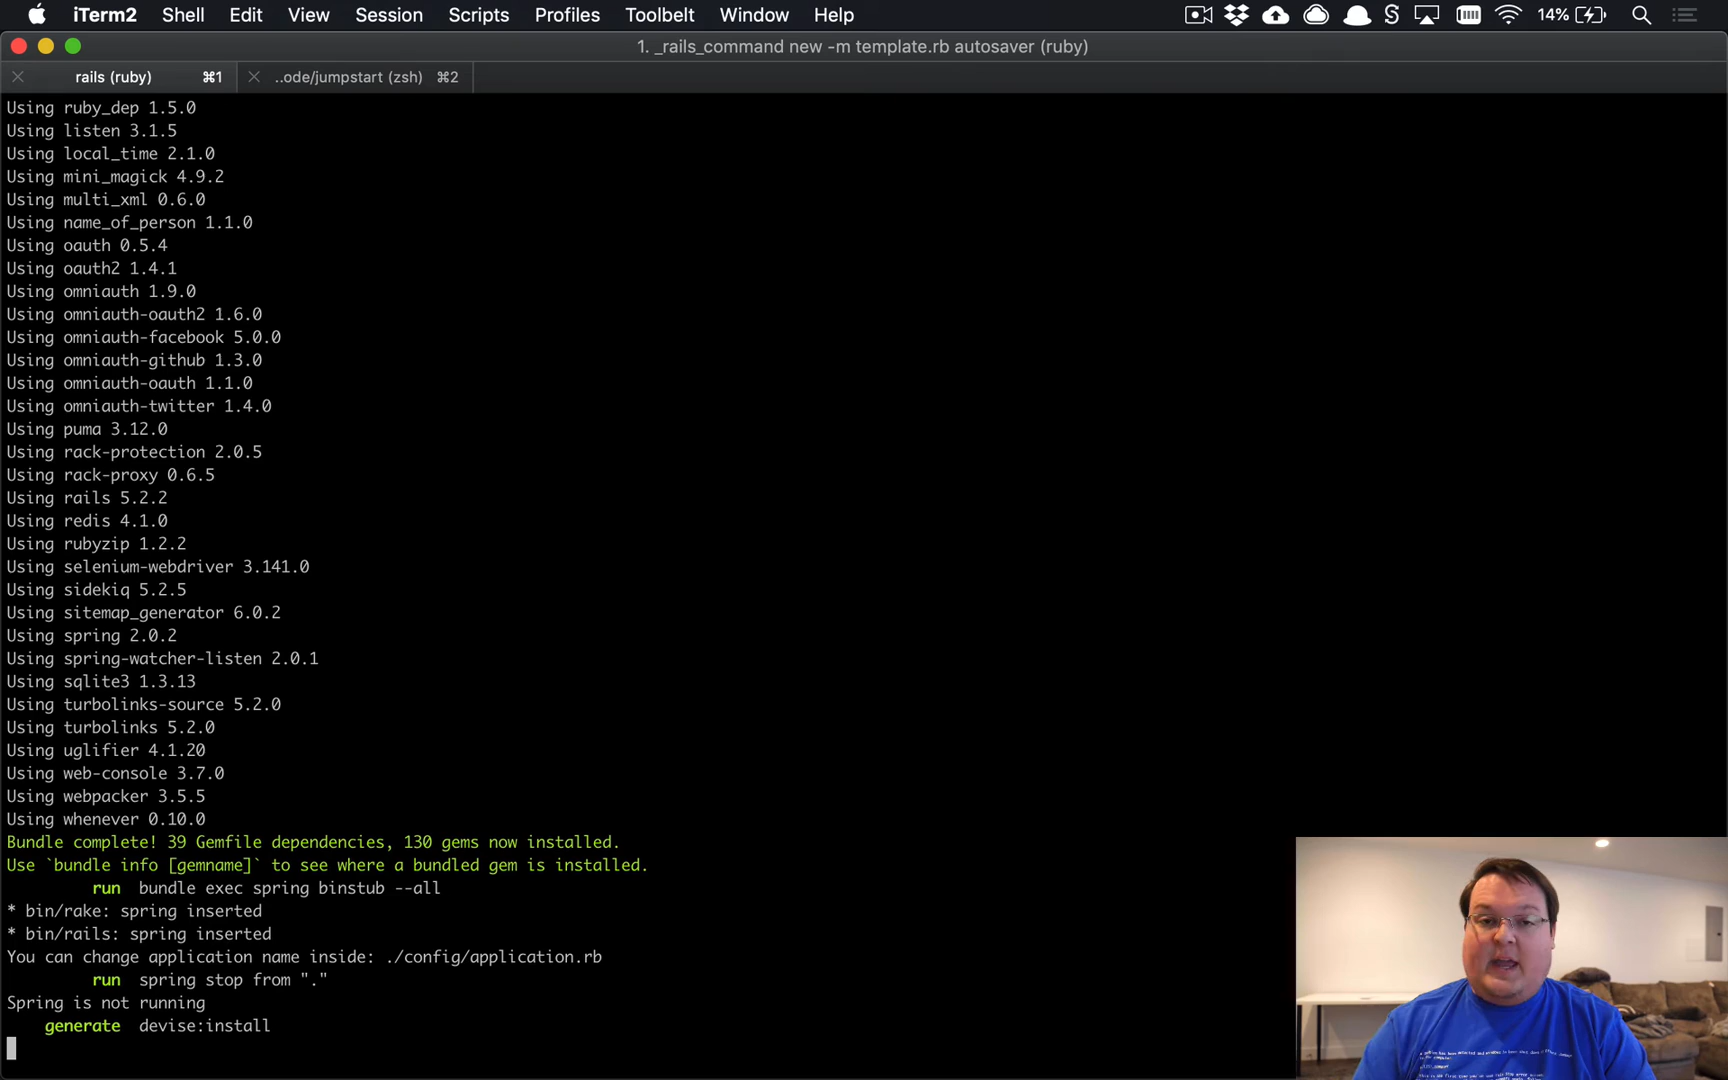 iTerm2 Shell Edit View Session Scripts Profiles Toolbelt Window Help 14%
1. _rails_command new -m template.rb autosaver (ruby)
rails (ruby) ⌘1 ..ode/jumpstart (zsh) ⌘2
Using ruby_dep 1.5.0
Using listen 3.1.5
Using local_time 2.1.0
Using mini_magick 4.9.2
Using multi_xml 0.6.0
Using name_of_person 1.1.0
Using oauth 0.5.4
Using oauth2 1.4.1
Using omniauth 1.9.0
Using omniauth-oauth2 1.6.0
Using omniauth-facebook 5.0.0
Using omniauth-github 1.3.0
Using omniauth-oauth 1.1.0
Using omniauth-twitter 1.4.0
Using puma 3.12.0
Using rack-protection 2.0.5
Using rack-proxy 0.6.5
Using rails 5.2.2
Using redis 4.1.0
Using rubyzip 1.2.2
Using selenium-webdriver 3.141.0
Using sidekiq 5.2.5
Using sitemap_generator 6.0.2
Using spring 2.0.2
Using spring-watcher-listen 2.0.1
Using sqlite3 1.3.13
Using turbolinks-source 5.2.0
Using turbolinks 5.2.0
Using uglifier 4.1.20
Using web-console 3.7.0
Using webpacker 3.5.5
Using whenever 0.10.0
Bundle complete! 39 Gemfile dependencies, 130 gems now installed.
Use `bundle info [gemname]` to see where a bundled gem is installed.
run bundle exec spring binstub --all
* bin/rake: spring inserted
* bin/rails: spring inserted
You can change application name inside: ./config/application.rb
run spring stop from "."
Spring is not running
generate devise:install